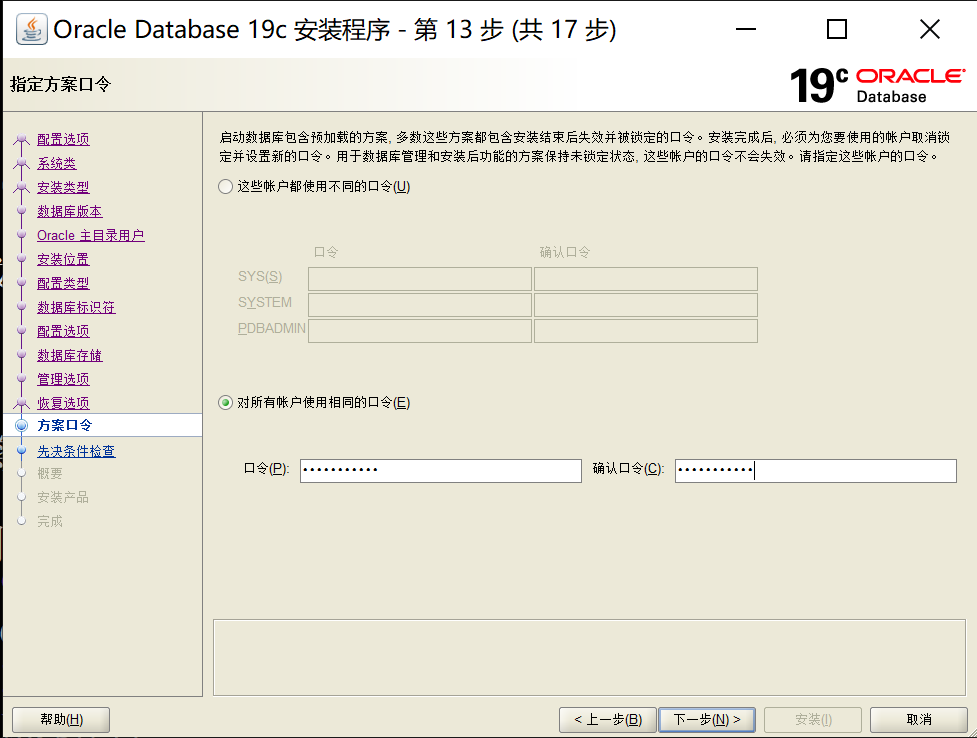 Oracle Database 19c 安装程序 - 第 13 步 (共 17 步)
指定方案口令
19c ORACLE
Database
配置选项
系统类
安装类型
数据库版本
Oracle 主目录用户
安装位置
配置类型
数据库标识符
配置选项
数据库存储
管理选项
恢复选项
方案口令
先决条件检查
概要
安装产品
完成
启动数据库包含预加载的方案, 多数这些方案都包含安装结束后失效并被锁定的口令。安装完成后, 必须为您要使用的帐户取消锁
定并设置新的口令。用于数据库管理和安装后功能的方案保持未锁定状态, 这些帐户的口令不会失效。请指定这些帐户的口令。
这些帐户都使用不同的口令(U)
口令 确认口令
SYS(S)
SYSTEM
PDBADMIN
对所有帐户使用相同的口令(E)
口令(P): ••••••••••• 确认口令(C): •••••••••••
帮助(H) < 上一步(B) 下一步(N) > 安装(I) 取消